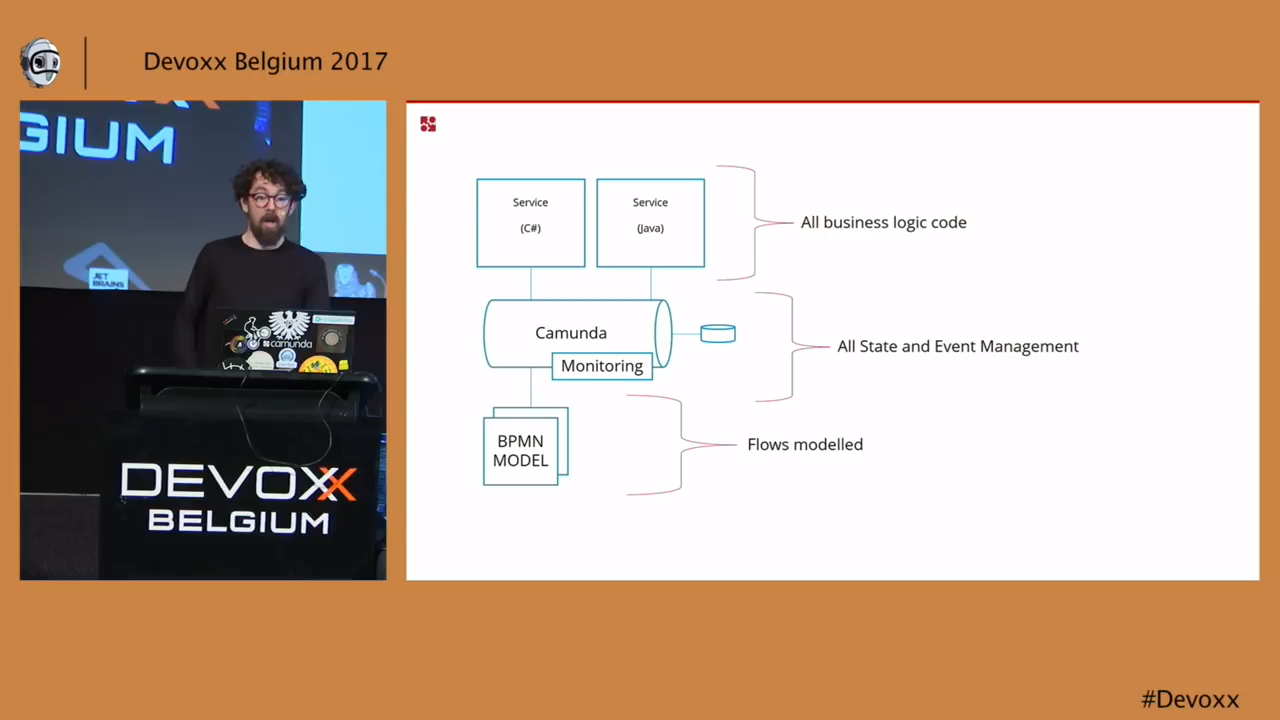 Devoxx Belgium 2017
GIUM
JET
BRAINS
camunda
DEVOXX
BELGIUM
Service
(C#)
Service
(Java)
All business logic code
Camunda
Monitoring
All State and Event Management
BPMN
MODEL
Flows modelled
#Devoxx